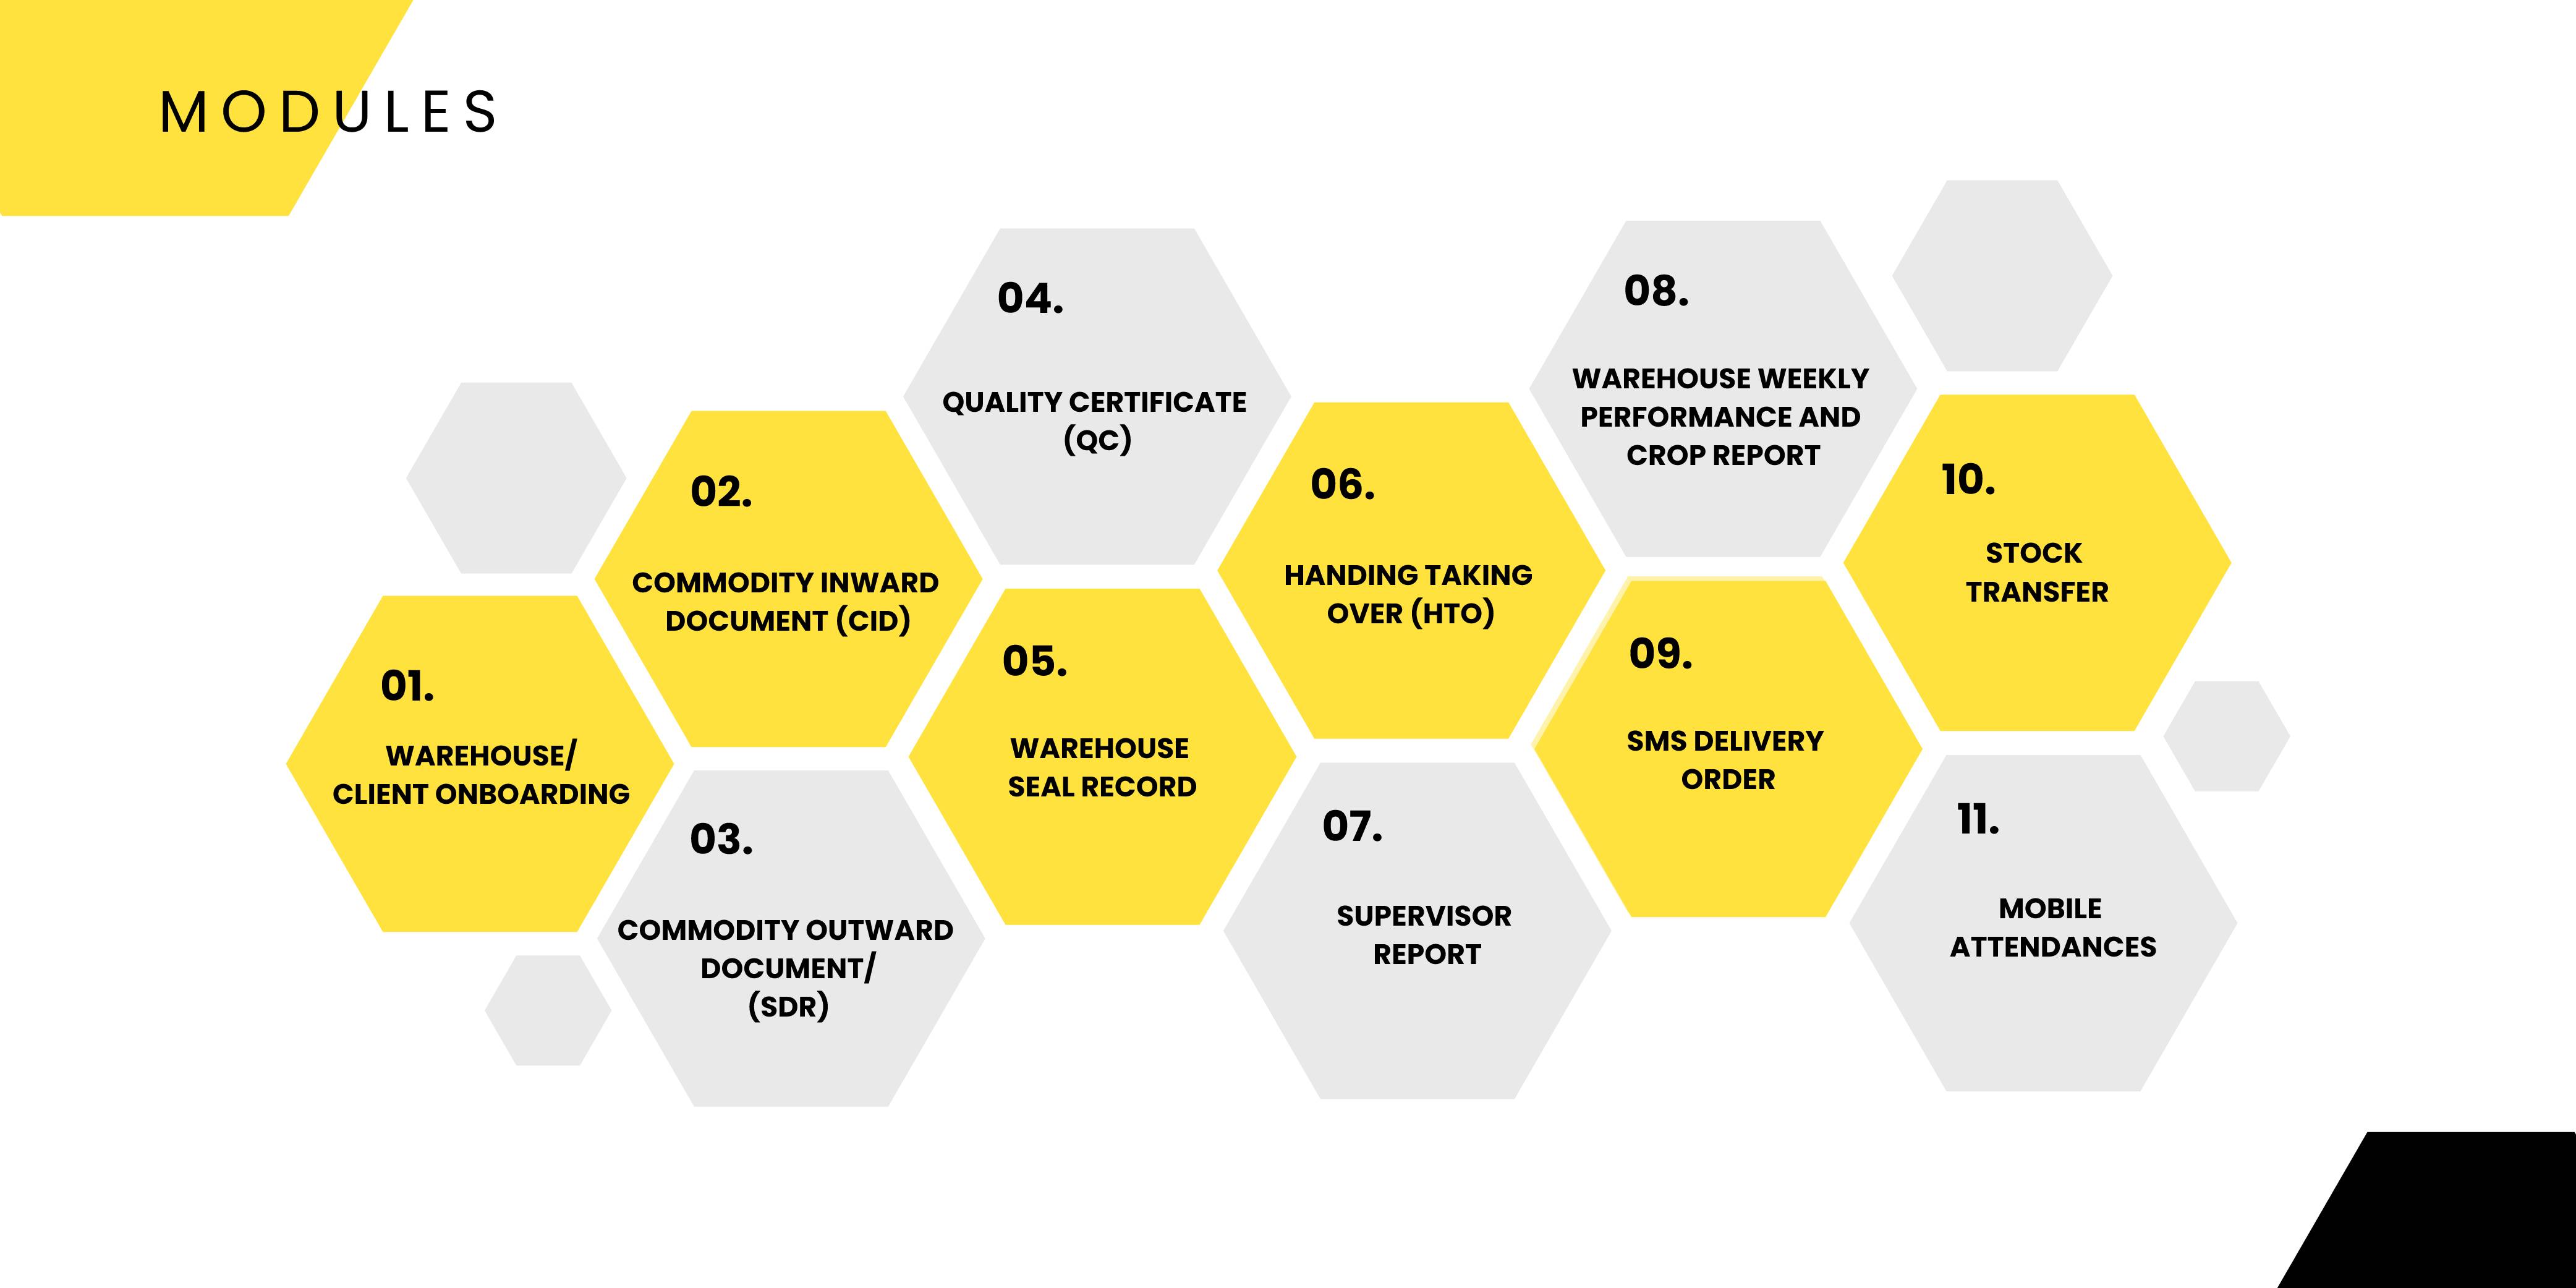 MODULES
01.
WAREHOUSE/
CLIENT ONBOARDING
02.
COMMODITY INWARD
DOCUMENT (CID)
03.
COMMODITY OUTWARD
DOCUMENT/
(SDR)
04.
QUALITY CERTIFICATE
(QC)
05.
WAREHOUSE
SEAL RECORD
06.
HANDING TAKING
OVER (HTO)
07.
SUPERVISOR
REPORT
08.
WAREHOUSE WEEKLY
PERFORMANCE AND
CROP REPORT
09.
SMS DELIVERY
ORDER
10.
STOCK
TRANSFER
11.
MOBILE
ATTENDANCES